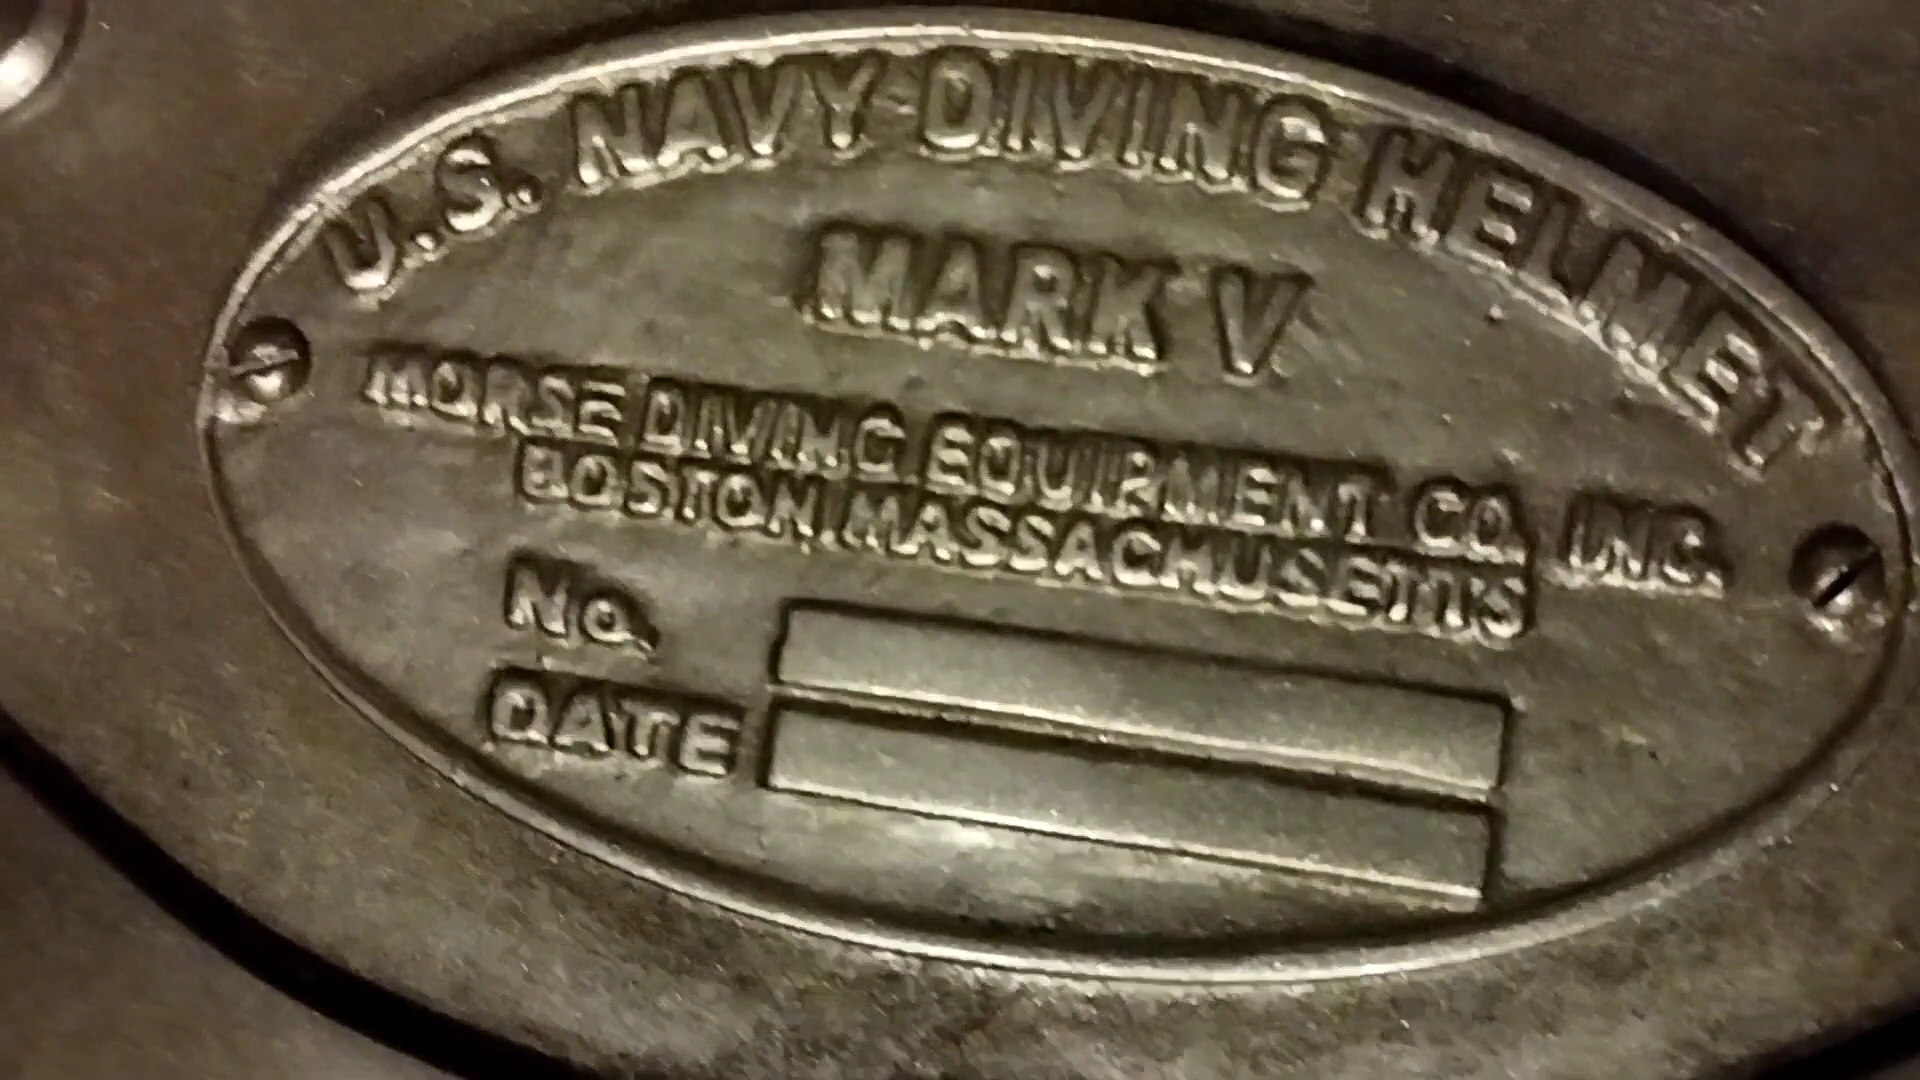 U.S. NAVY DIVING HELMET
MARK V
MORSE DIVING EQUIPMENT CO. INC.
BOSTON MASSACHUSETTS
No.
DATE